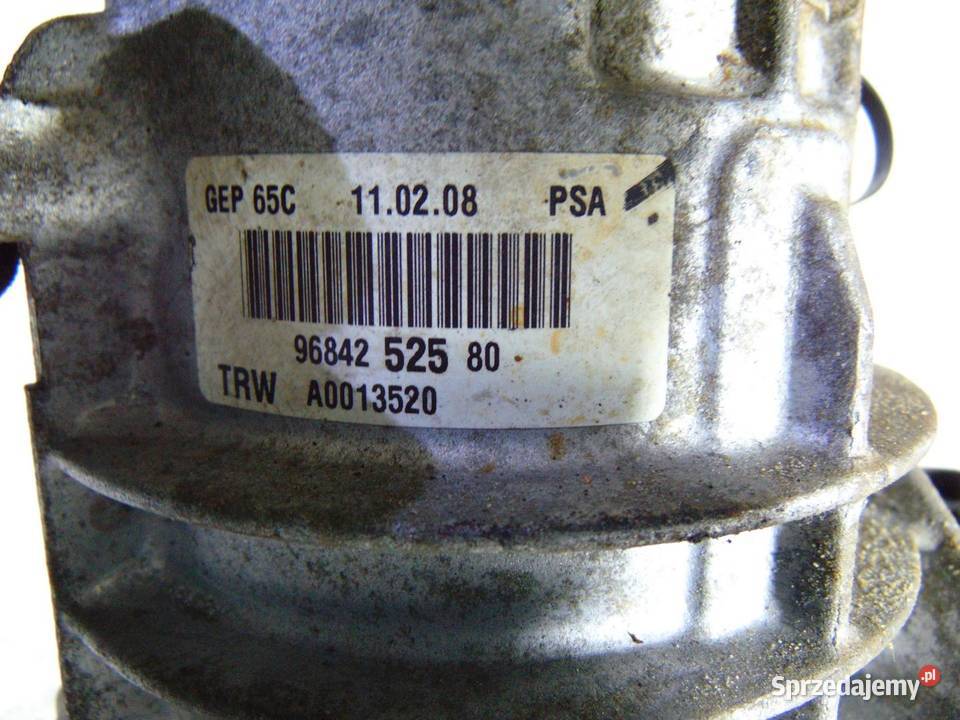 GEP 65C 11.02.08 PSA
96842 525 80
TRW A0013520
Sprzedajemy.pl